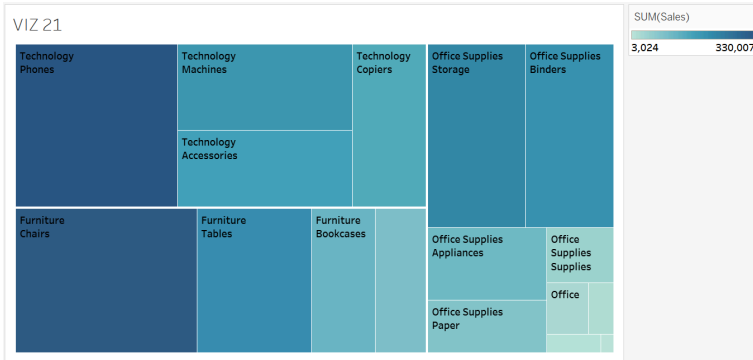 VIZ 21
SUM(Sales)
3,024 330,007
Technology
Phones
Technology
Machines
Technology
Accessories
Technology
Copiers
Furniture
Chairs
Furniture
Tables
Furniture
Bookcases
Office Supplies
Storage
Office Supplies
Binders
Office Supplies
Appliances
Office Supplies
Paper
Office
Supplies
Supplies
Office